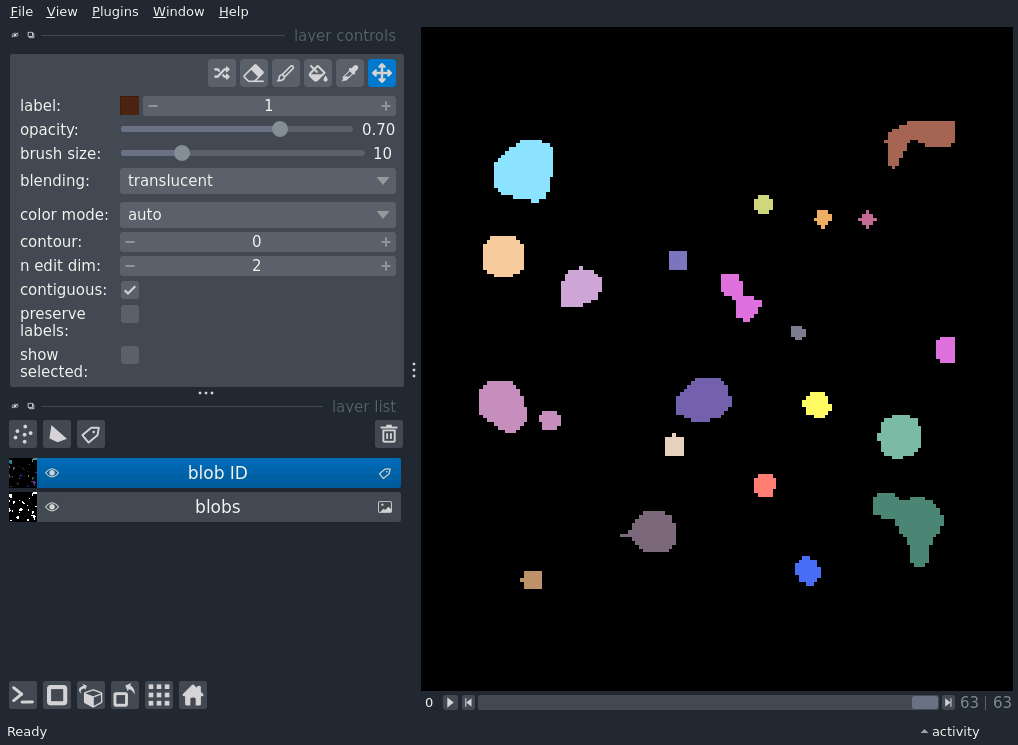 File View Plugins Window Help
layer controls
label: 1
opacity: 0.70
brush size: 10
blending: translucent
color mode: auto
contour: 0
n edit dim: 2
contiguous:
preserve
labels:
show
selected:
layer list
blob ID
blobs
0 63 | 63
Ready activity